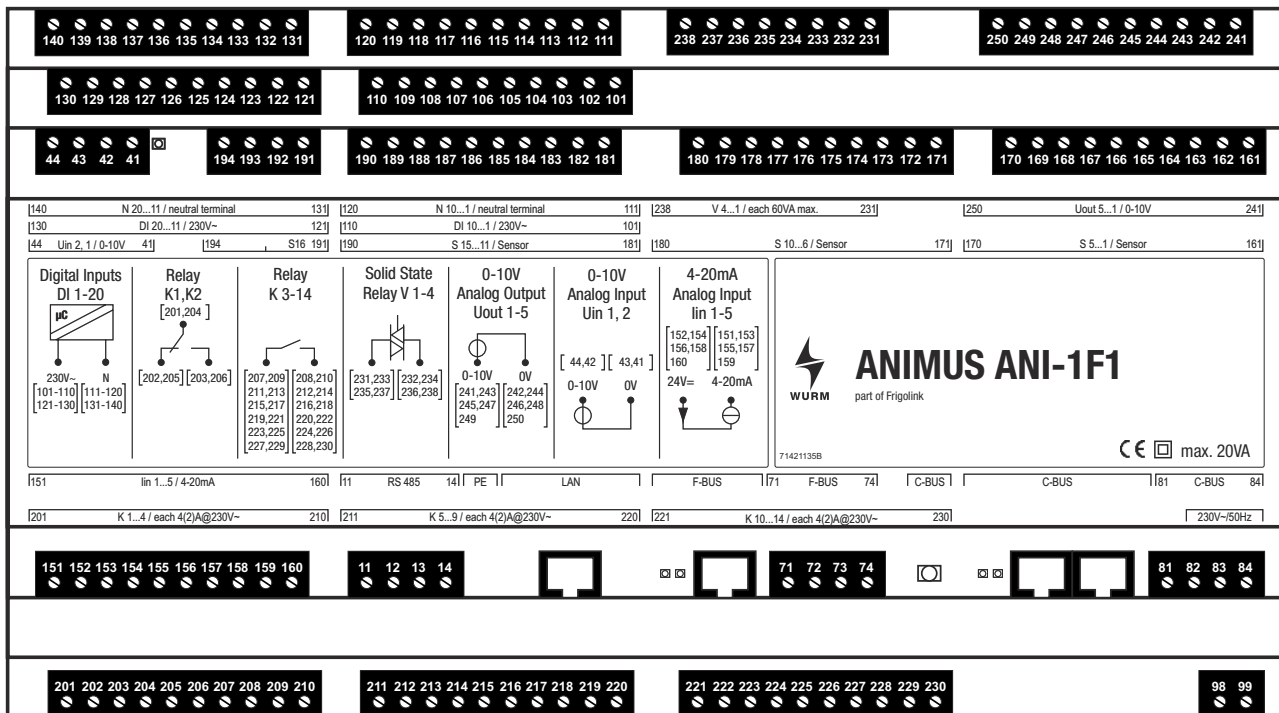 140 139 138 137 136 135 134 133 132 131
120 119 118 117 116 115 114 113 112 111
238 237 236 235 234 233 232 231
250 249 248 247 246 245 244 243 242 241
130 129 128 127 126 125 124 123 122 121
110 109 108 107 106 105 104 103 102 101
44 43 42 41
194 193 192 191
190 189 188 187 186 185 184 183 182 181
180 179 178 177 176 175 174 173 172 171
170 169 168 167 166 165 164 163 162 161
140 N 20...11 / neutral terminal 131
120 N 10...1 / neutral terminal 111
238 V 4...1 / each 60VA max. 231
250 Uout 5...1 / 0-10V 241
130 DI 20...11 / 230V~ 121
110 DI 10...1 / 230V~ 101
44 Uin 2, 1 / 0-10V 41
194 S16 191
190 S 15...11 / Sensor 181
180 S 10...6 / Sensor 171
170 S 5...1 / Sensor 161
Digital Inputs
DI 1-20
µC
230V~ N
[101-110] [111-120]
[121-130] [131-140]
Relay
K1,K2
[201,204 ]
[202,205] [203,206]
Relay
K 3-14
207,209 208,210
211,213 212,214
215,217 216,218
219,221 220,222
223,225 224,226
227,229 228,230
Solid State
Relay V 1-4
231,233 232,234
235,237 236,238
0-10V
Analog Output
Uout 1-5
0-10V 0V
241,243 242,244
245,247 246,248
249 250
0-10V
Analog Input
Uin 1, 2
[ 44,42 ] [ 43,41 ]
0-10V 0V
4-20mA
Analog Input
Iin 1-5
152,154 151,153
156,158 155,157
160 159
24V= 4-20mA
WURM
ANIMUS ANI-1F1
part of Frigolink
71421135B
CE max. 20VA
151 Iin 1...5 / 4-20mA 160
11 RS 485 14
PE
LAN
F-BUS
71 F-BUS 74
C-BUS
C-BUS
81 C-BUS 84
201 K 1...4 / each 4(2)A@230V~ 210
211 K 5...9 / each 4(2)A@230V~ 220
221 K 10...14 / each 4(2)A@230V~ 230
230V~/50Hz
151 152 153 154 155 156 157 158 159 160
11 12 13 14
71 72 73 74
81 82 83 84
201 202 203 204 205 206 207 208 209 210
211 212 213 214 215 216 217 218 219 220
221 222 223 224 225 226 227 228 229 230
98 99